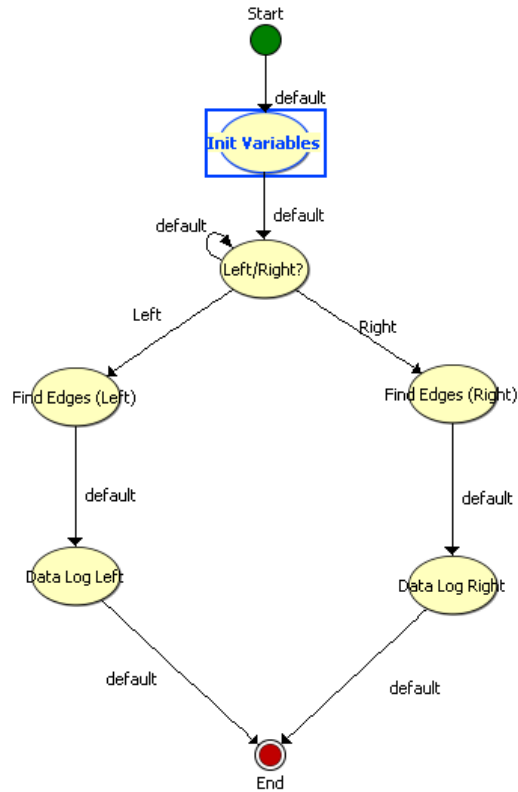 Start
default
Init Variables
default
default
Left/Right?
Left
Right
Find Edges (Left)
Find Edges (Right)
default
default
Data Log Left
Data Log Right
default
default
End